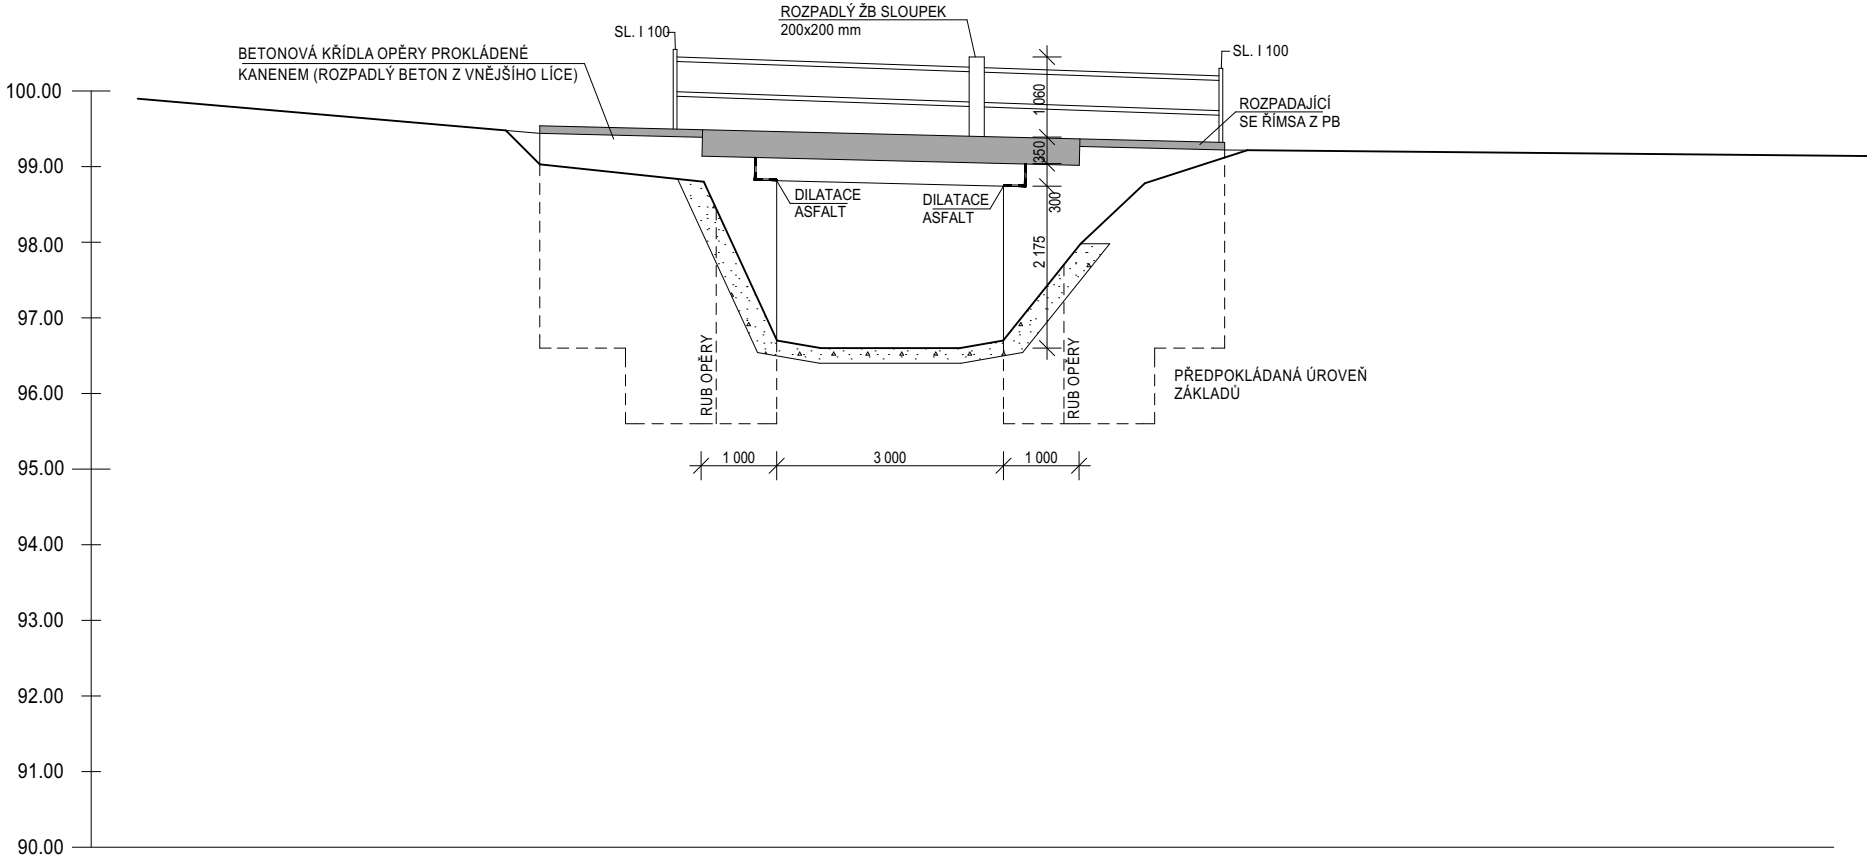 ROZPADLÝ ŽB SLOUPEK
200x200 mm
SL. I 100
SL. I 100
BETONOVÁ KŘÍDLA OPĚRY PROKLÁDENÉ
KANENEM (ROZPADLÝ BETON Z VNĚJŠÍHO LÍCE)
ROZPADAJÍCÍ
SE ŘÍMSA Z PB
1 060
350
300
2 175
DILATACE
ASFALT
DILATACE
ASFALT
RUB OPĚRY
RUB OPĚRY
PŘEDPOKLÁDANÁ ÚROVEŇ
ZÁKLADŮ
1 000
3 000
1 000
100.00
99.00
98.00
97.00
96.00
95.00
94.00
93.00
92.00
91.00
90.00